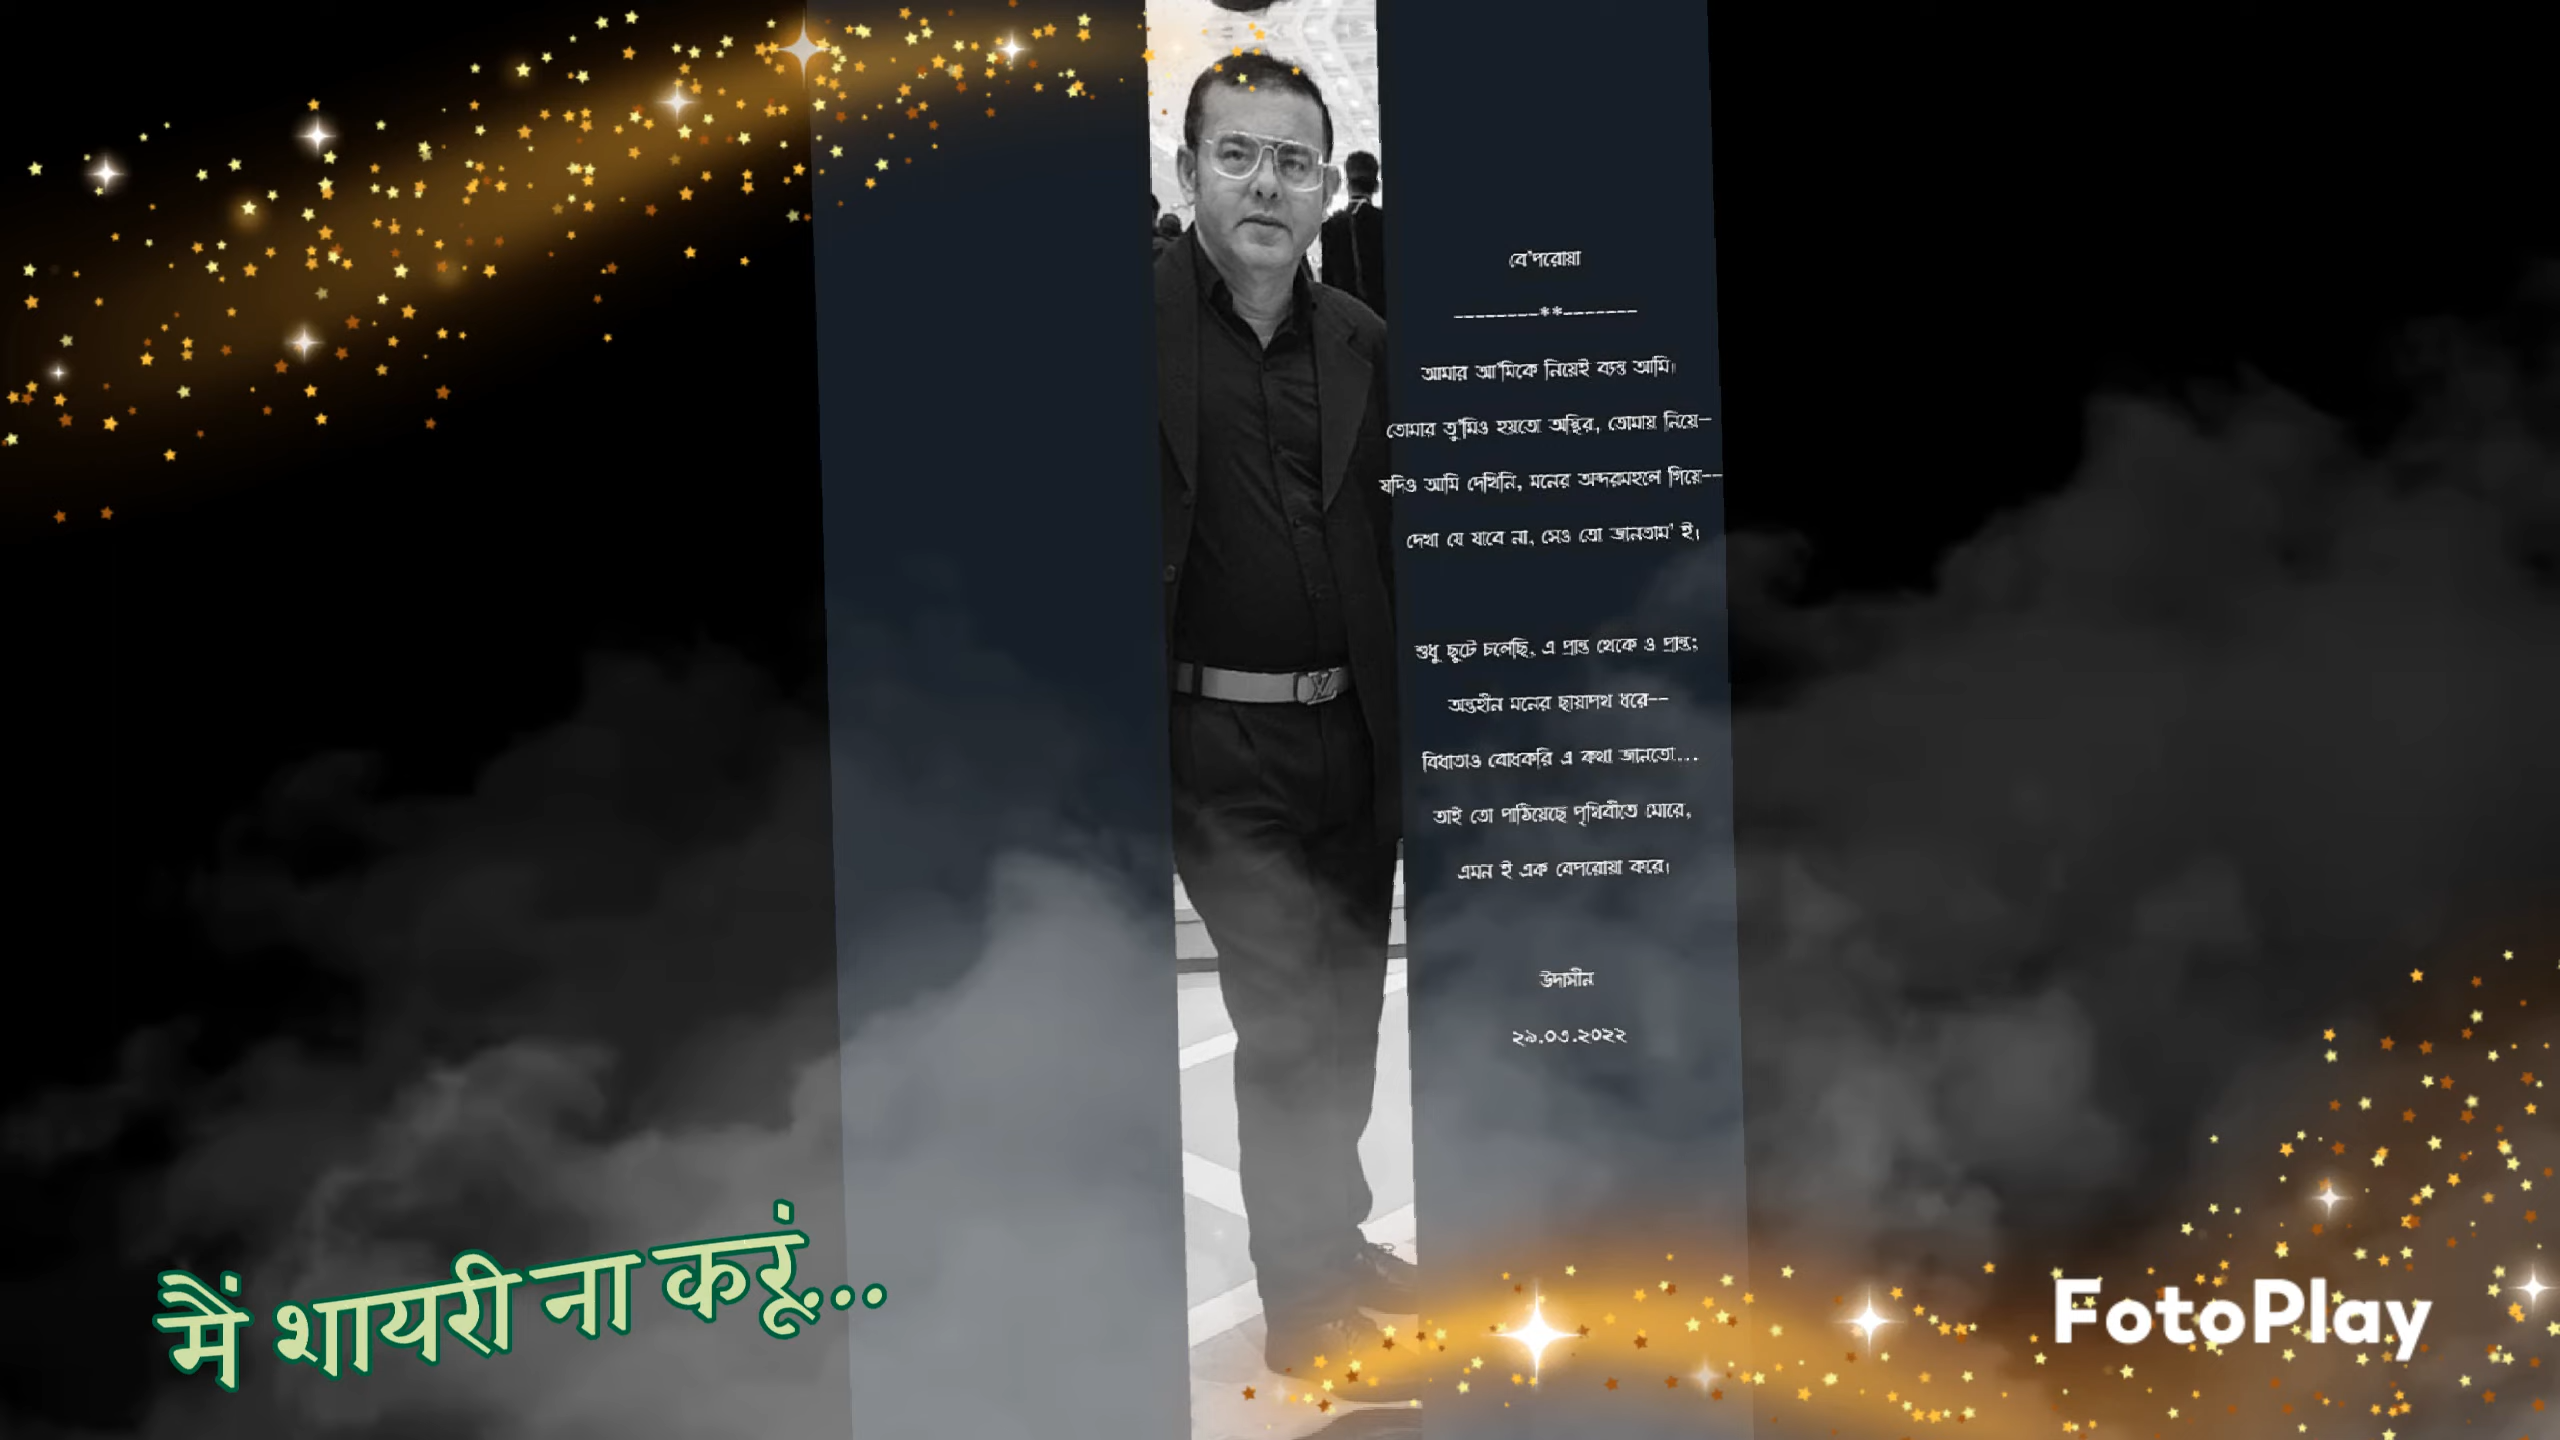 বে'পরোয়া
--------**-------
আমার আ'মিকে নিয়েই ব্যস্ত আমি।
তোমার তু'মিও হয়তো অস্থির, তোমায় নিয়ে–
যদিও আমি দেখিনি, মনের অন্দরমহলে গিয়ে--
দেখা যে যাবে না, সেও তো জানতাম' ই।
শুধু ছুটে চলেছি, এ প্রান্ত থেকে ও প্রান্ত;
অন্তহীন মনের ছায়াপথ ধরে--
বিধাতাও বোধকরি এ কথা জানতো...
তাই তো পাঠিয়েছে পৃথিবীতে মোরে,
এমন ই এক বেপরোয়া করে।
উদাসীন
২৯.০৩.২০২২
मैं शायरी ना करूं...
FotoPlay